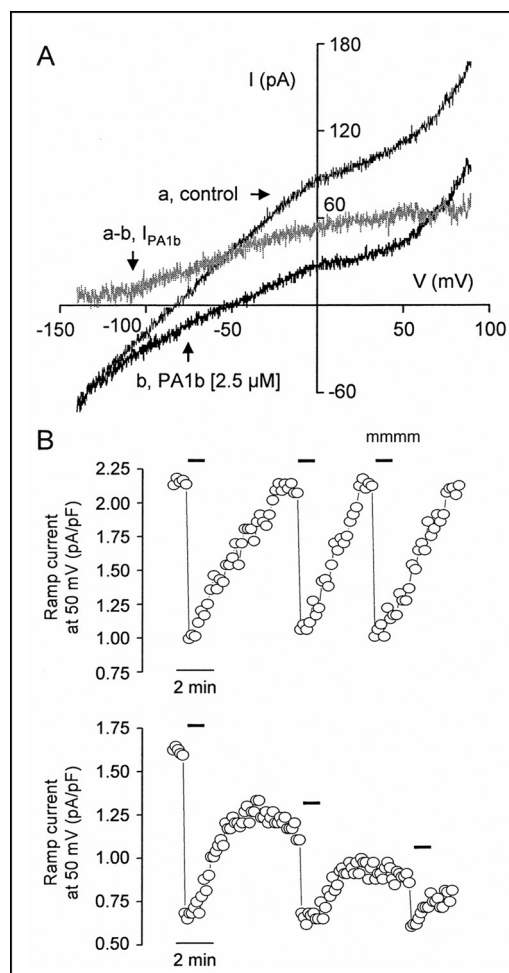 A
180
I (pA)
120
a, control
60
a-b, I PA1b
V (mV)
-150
-100
-50
50
100
b, PA1b [2.5 µM]
-60
B
mmmm
2.25
2.00
1.75
1.50
1.25
1.00
0.75
Ramp current
at 50 mV (pA/pF)
2 min
1.75
1.50
1.25
1.00
0.75
0.50
Ramp current
at 50 mV (pA/pF)
2 min